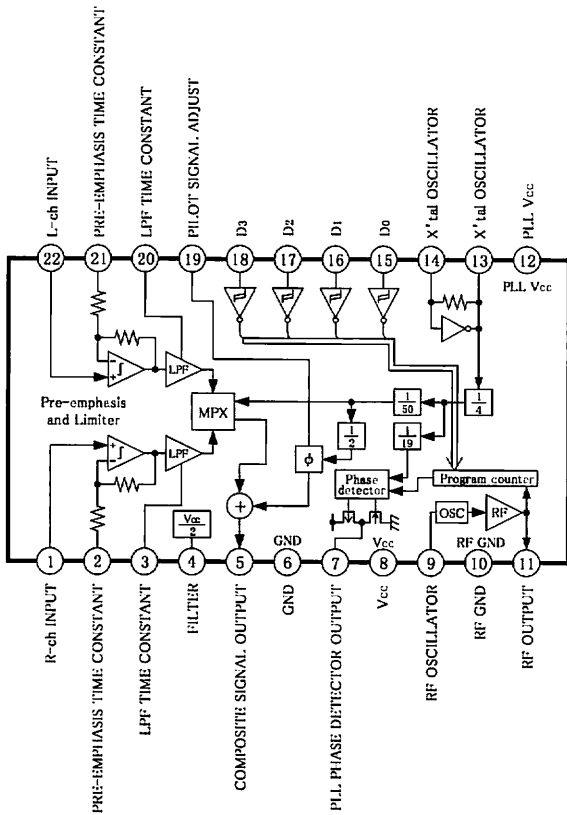 L-ch INPUT
PRE-EMPHASIS TIME CONSTANT
LPF TIME CONSTANT
PILOT SIGNAL ADJUST
D3
D2
D1
D0
X'tal OSCILLATOR
X'tal OSCILLATOR
PLL Vcc
22
21
20
19
18
17
16
15
14
13
12
PLL Vcc
-
+
LPF
Pre-emphasis
and Limiter
MPX
1
50
1
4
1
2
1
19
+
-
LPF
ϕ
Phase
detector
Program counter
Vcc
2
+
OSC
RF
GND
Vcc
RF GND
1
2
3
4
5
6
7
8
9
10
11
R-ch INPUT
PRE-EMPHASIS TIME CONSTANT
LPF TIME CONSTANT
FILTER
COMPOSITE SIGNAL OUTPUT
GND
PLL PHASE DETECTOR OUTPUT
Vcc
RF OSCILLATOR
RF GND
RF OUTPUT